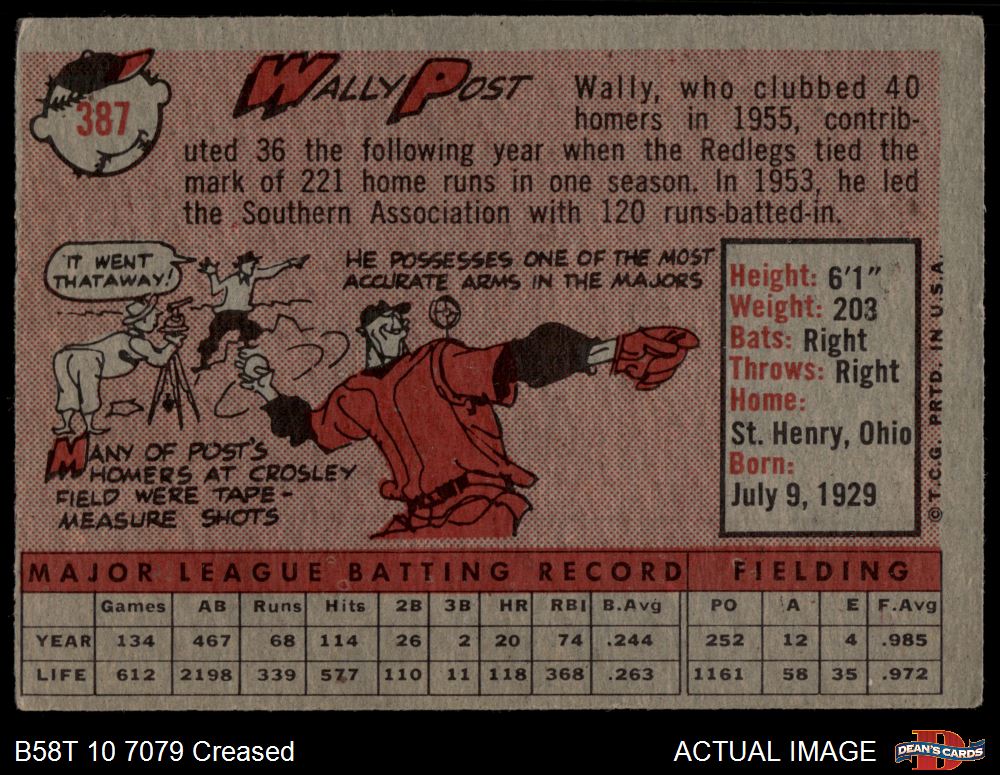 387
WALLY POST
Wally, who clubbed 40
homers in 1955, contrib-
uted 36 the following year when the Redlegs tied the
mark of 221 home runs in one season. In 1953, he led
the Southern Association with 120 runs-batted-in.
IT WENT
THATAWAY!
HE POSSESSES ONE OF THE MOST
ACCURATE ARMS IN THE MAJORS
MANY OF POST'S
HOMERS AT CROSLEY
FIELD WERE TAPE-
MEASURE SHOTS
Height: 6'1"
Weight: 203
Bats: Right
Throws: Right
Home:
St. Henry, Ohio
Born:
July 9, 1929
© T.C.G. PRTD. IN U.S.A.
MAJOR LEAGUE BATTING RECORD FIELDING
Games AB Runs Hits 2B 3B HR RBI B.Avg PO A E F.Avg
YEAR 134 467 68 114 26 2 20 74 .244 252 12 4 .985
LIFE 612 2198 339 577 110 11 118 368 .263 1161 58 35 .972
B58T 10 7079 Creased
ACTUAL IMAGE
D
DEAN'S CARDS